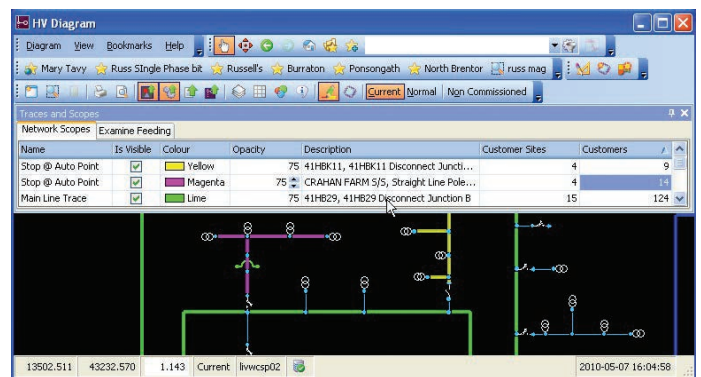 HV Diagram
Diagram View Bookmarks Help
Mary Tavy Russ SIngle Phase bit Russell's Burraton Ponsongath North Brentor russ mag
Current Normal Non Commissioned
Traces and Scopes
Network Scopes Examine Feeding
Name Is Visible Colour Opacity Description Customer Sites Customers
Stop @ Auto Point Yellow 75 41HBK11, 41HBK11 Disconnect Juncti... 4 9
Stop @ Auto Point Magenta 75 CRAHAN FARM S/S, Straight Line Pole... 4 14
Main Line Trace Lime 75 41HB29, 41HB29 Disconnect Junction B 15 124
13502.511 43232.570 1.143 Current livwcsp02 2010-05-07 16:04:58